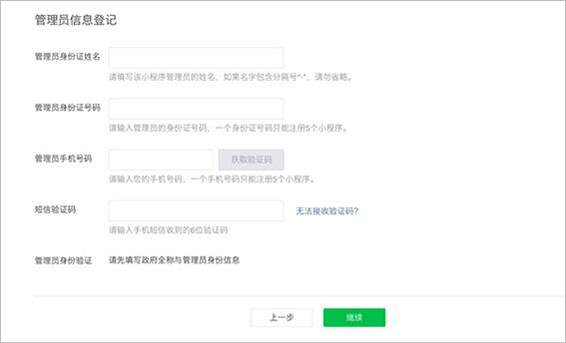 管理员信息登记
管理员身份证姓名
请填写该小程序管理员的姓名，如果名字包含分隔号“·”，请勿省略。
管理员身份证号码
请输入管理员的身份证号码，一个身份证号码只能注册5个小程序。
管理员手机号码
获取验证码
请输入您的手机号码，一个手机号码只能注册5个小程序。
短信验证码
无法接收验证码?
请输入手机短信收到的6位验证码
管理员身份验证 请先填写政府全称与管理员身份信息
上一步 继续